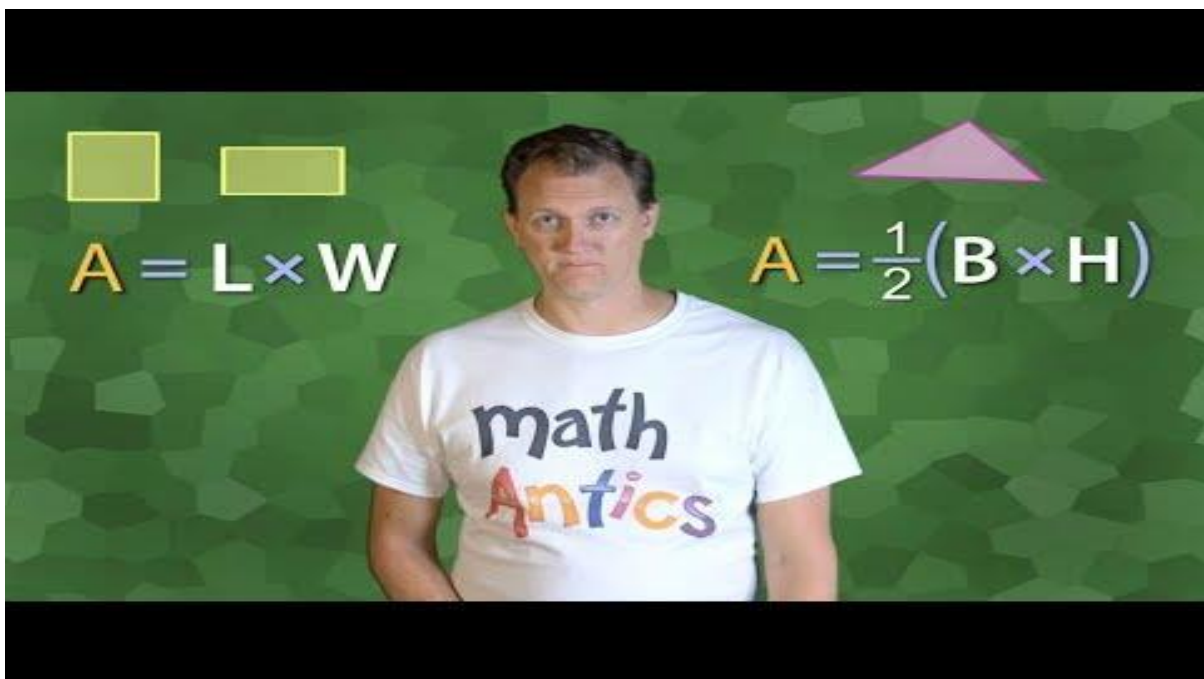 A = L × W
A = 1/2 (B × H)
math
Antics